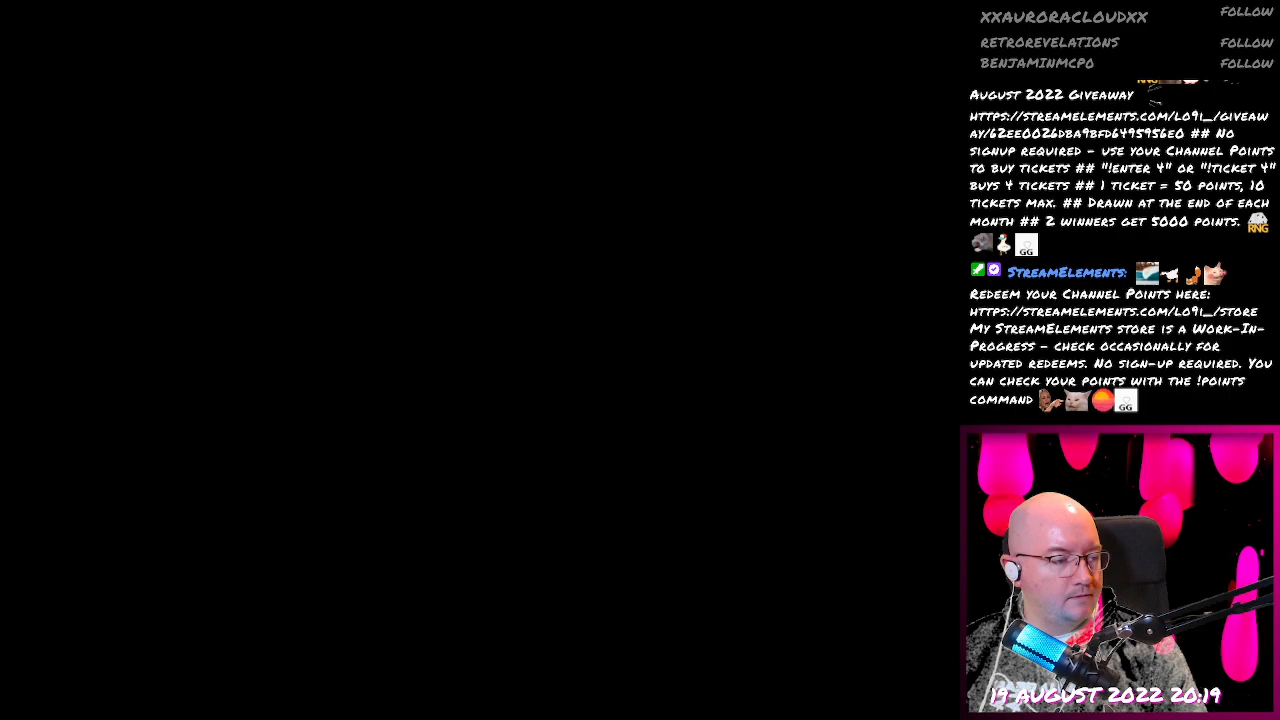 XXAURORACLOUDXX FOLLOW
RETROREVELATIONS FOLLOW
BENJAMINMCPO FOLLOW
AUGUST 2022 GIVEAWAY
HTTPS://STREAMELEMENTS.COM/LO9I_/GIVEAW
AY/62EE0026DBA9BFD6495956E0 ## NO
SIGNUP REQUIRED - USE YOUR CHANNEL POINTS
TO BUY TICKETS ## "!ENTER 4" OR "!TICKET 4"
BUYS 4 TICKETS ## 1 TICKET = 50 POINTS, 10
TICKETS MAX. ## DRAWN AT THE END OF EACH
MONTH ## 2 WINNERS GET 5000 POINTS. RNG
GG
STREAMELEMENTS:
REDEEM YOUR CHANNEL POINTS HERE:
HTTPS://STREAMELEMENTS.COM/LO9I_/STORE
MY STREAMELEMENTS STORE IS A WORK-IN-
PROGRESS - CHECK OCCASIONALLY FOR
UPDATED REDEEMS. NO SIGN-UP REQUIRED. YOU
CAN CHECK YOUR POINTS WITH THE !POINTS
COMMAND GG
19 AUGUST 2022 20:19